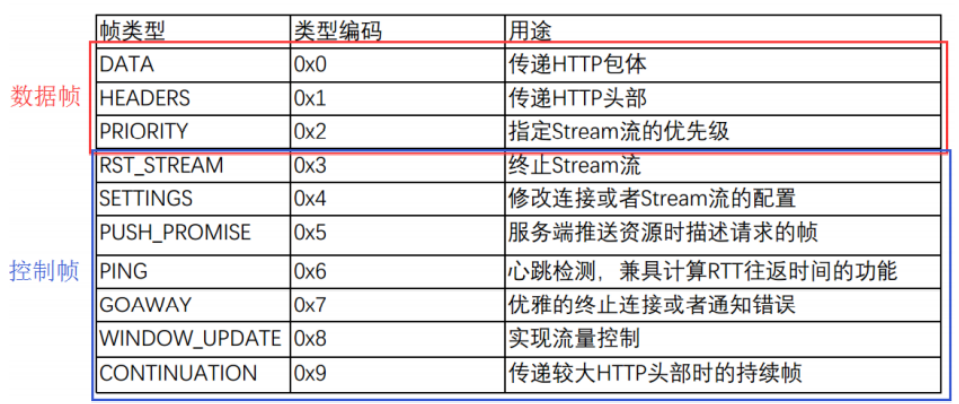 帧类型 类型编码 用途
DATA 0x0 传递HTTP包体
数据帧 HEADERS 0x1 传递HTTP头部
PRIORITY 0x2 指定Stream流的优先级
RST_STREAM 0x3 终止Stream流
SETTINGS 0x4 修改连接或者Stream流的配置
PUSH_PROMISE 0x5 服务端推送资源时描述请求的帧
控制帧 PING 0x6 心跳检测，兼具计算RTT往返时间的功能
GOAWAY 0x7 优雅的终止连接或者通知错误
WINDOW_UPDATE 0x8 实现流量控制
CONTINUATION 0x9 传递较大HTTP头部时的持续帧